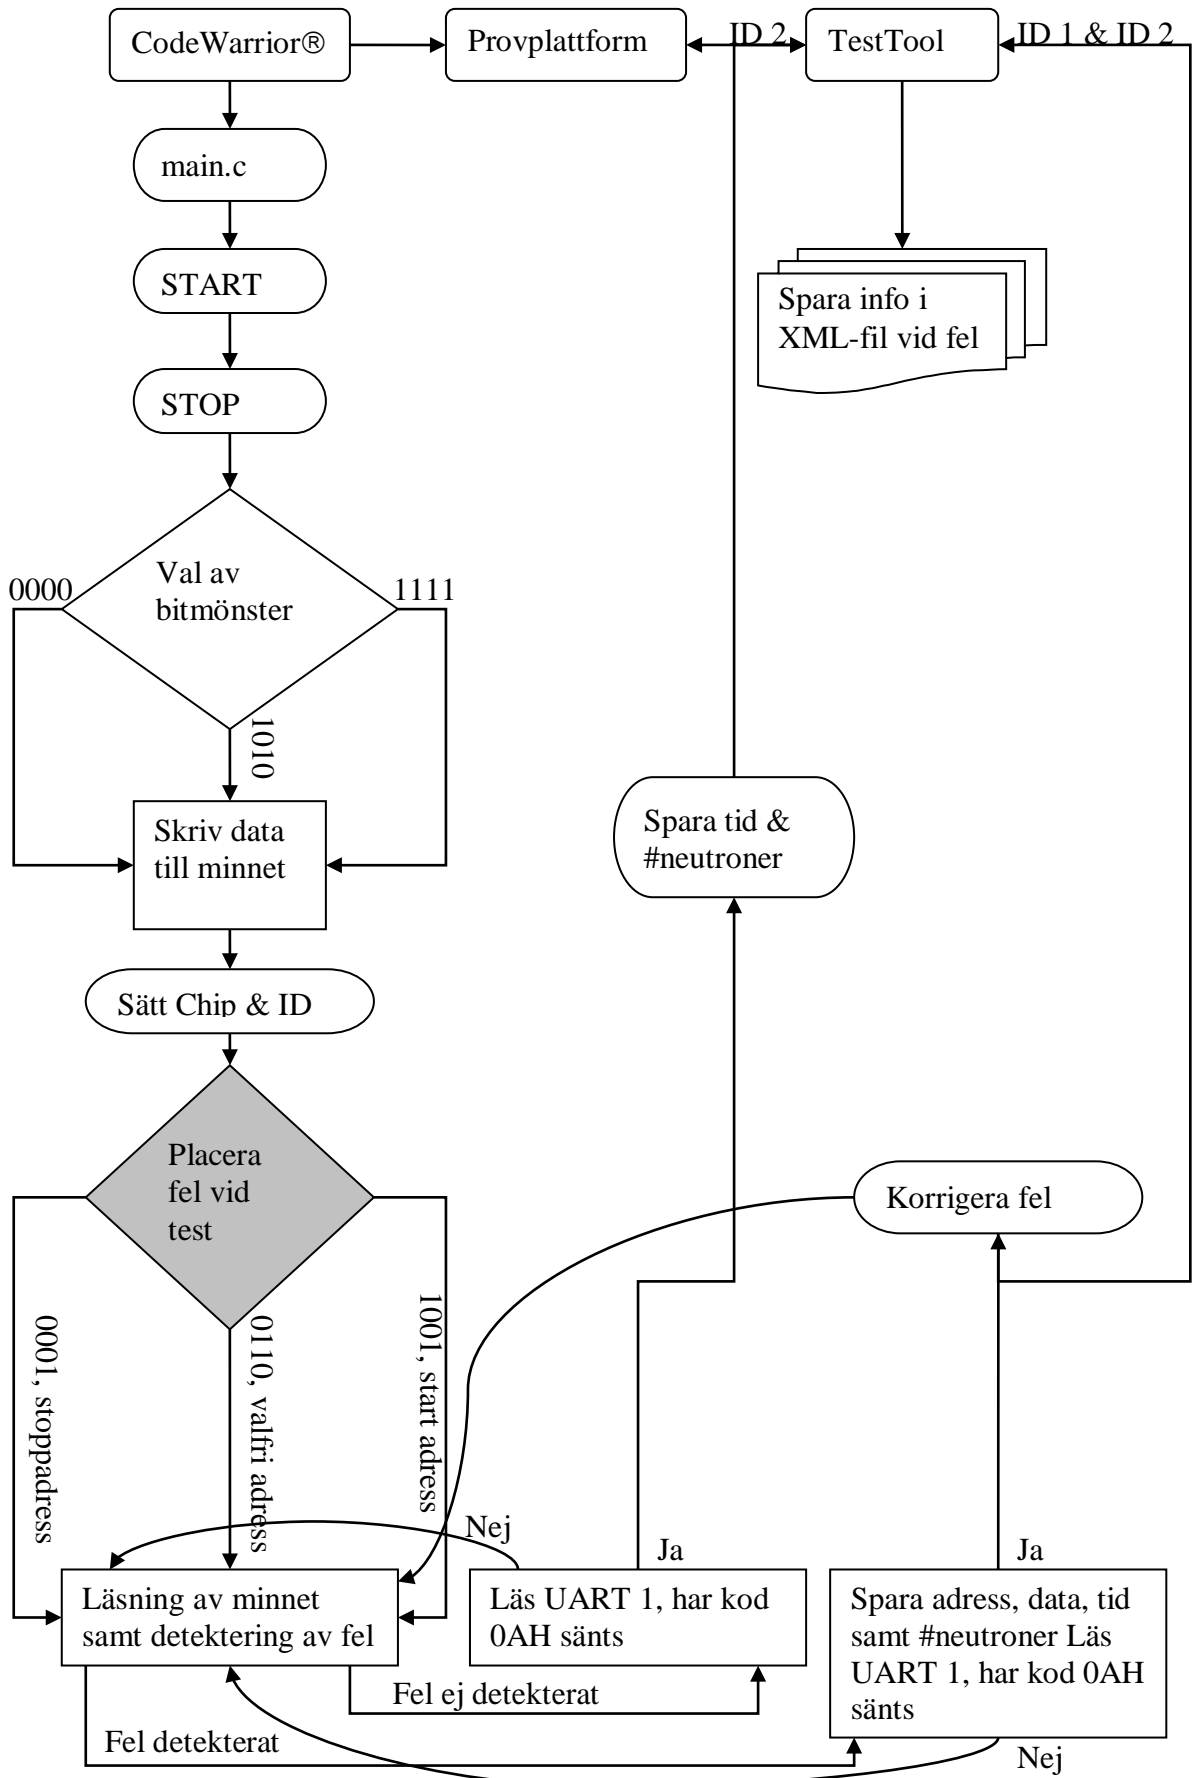 CodeWarrior®
Provplattform
ID 2
TestTool
ID 1 & ID 2
main.c
START
Spara info i
XML-fil vid fel
STOP
Val av
bitmönster
0000
1111
1010
Skriv data
till minnet
Spara tid &
#neutroner
Sätt Chip & ID
Placera
fel vid
test
Korrigera fel
0001, stoppadress
0110, valfri adress
1001, start adress
Nej
Ja
Ja
Läsning av minnet
samt detektering av fel
Läs UART 1, har kod
0AH sänts
Spara adress, data, tid
samt #neutroner Läs
UART 1, har kod 0AH
sänts
Fel ej detekterat
Fel detekterat
Nej